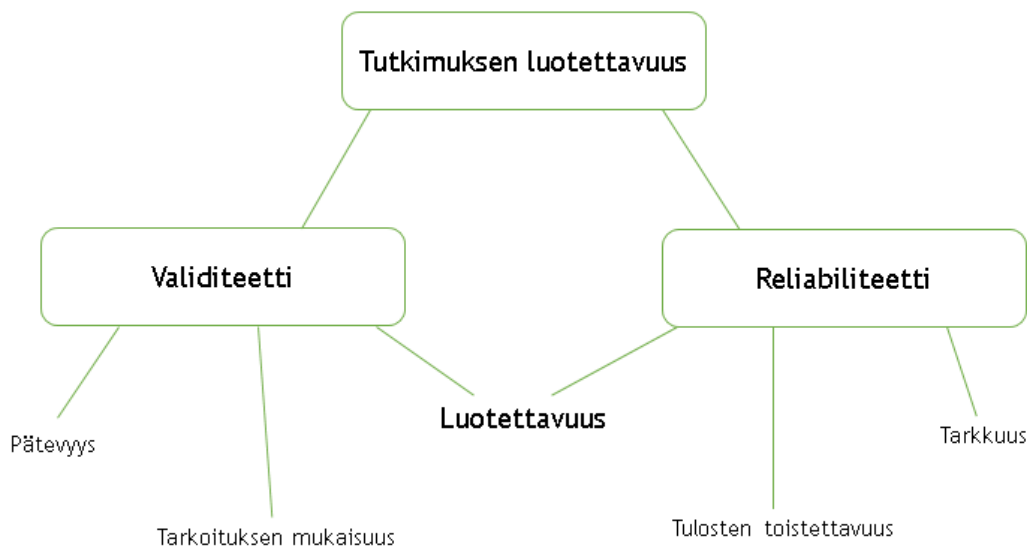 Tutkimuksen luotettavuus
Validiteetti
Reliabiliteetti
Luotettavuus
Pätevyys
Tarkkuus
Tarkoituksen mukaisuus
Tulosten toistettavuus